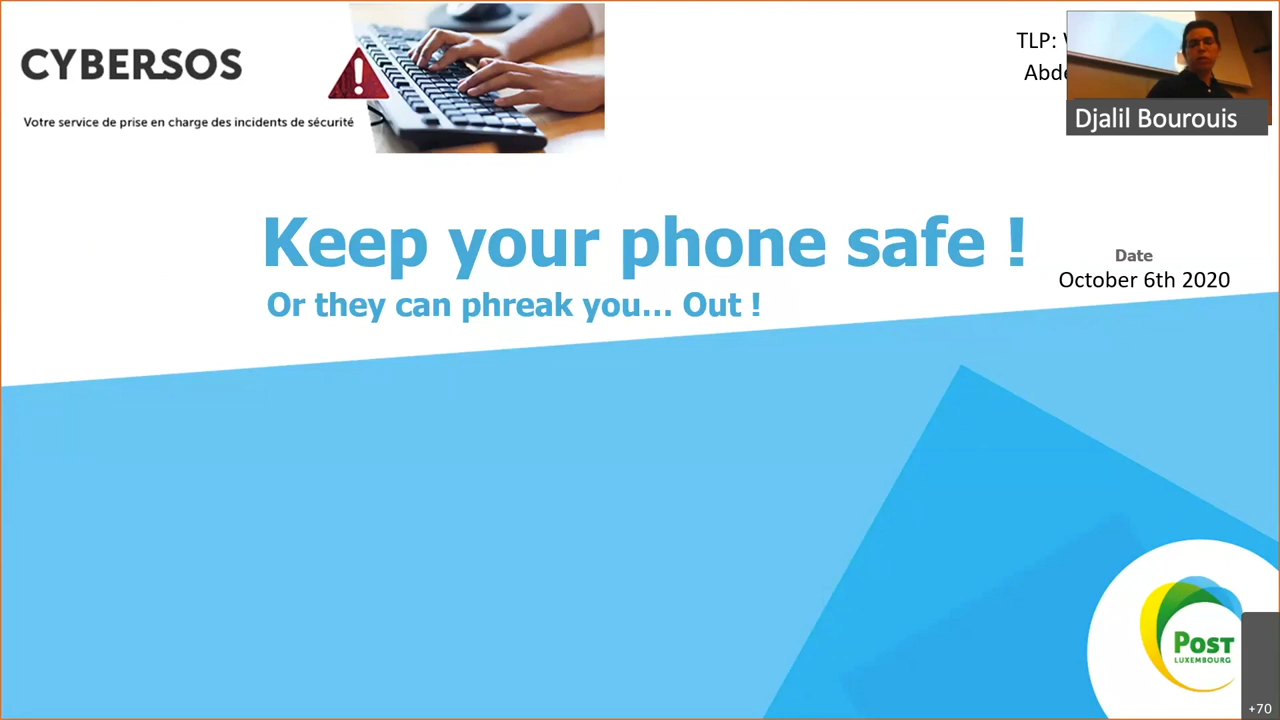 CYBERSOS
Votre service de prise en charge des incidents de sécurité
TLP:
Djalil Bourouis
Keep your phone safe !
Or they can phreak you... Out !
Date
October 6th 2020
POST
LUXEMBOURG
+70